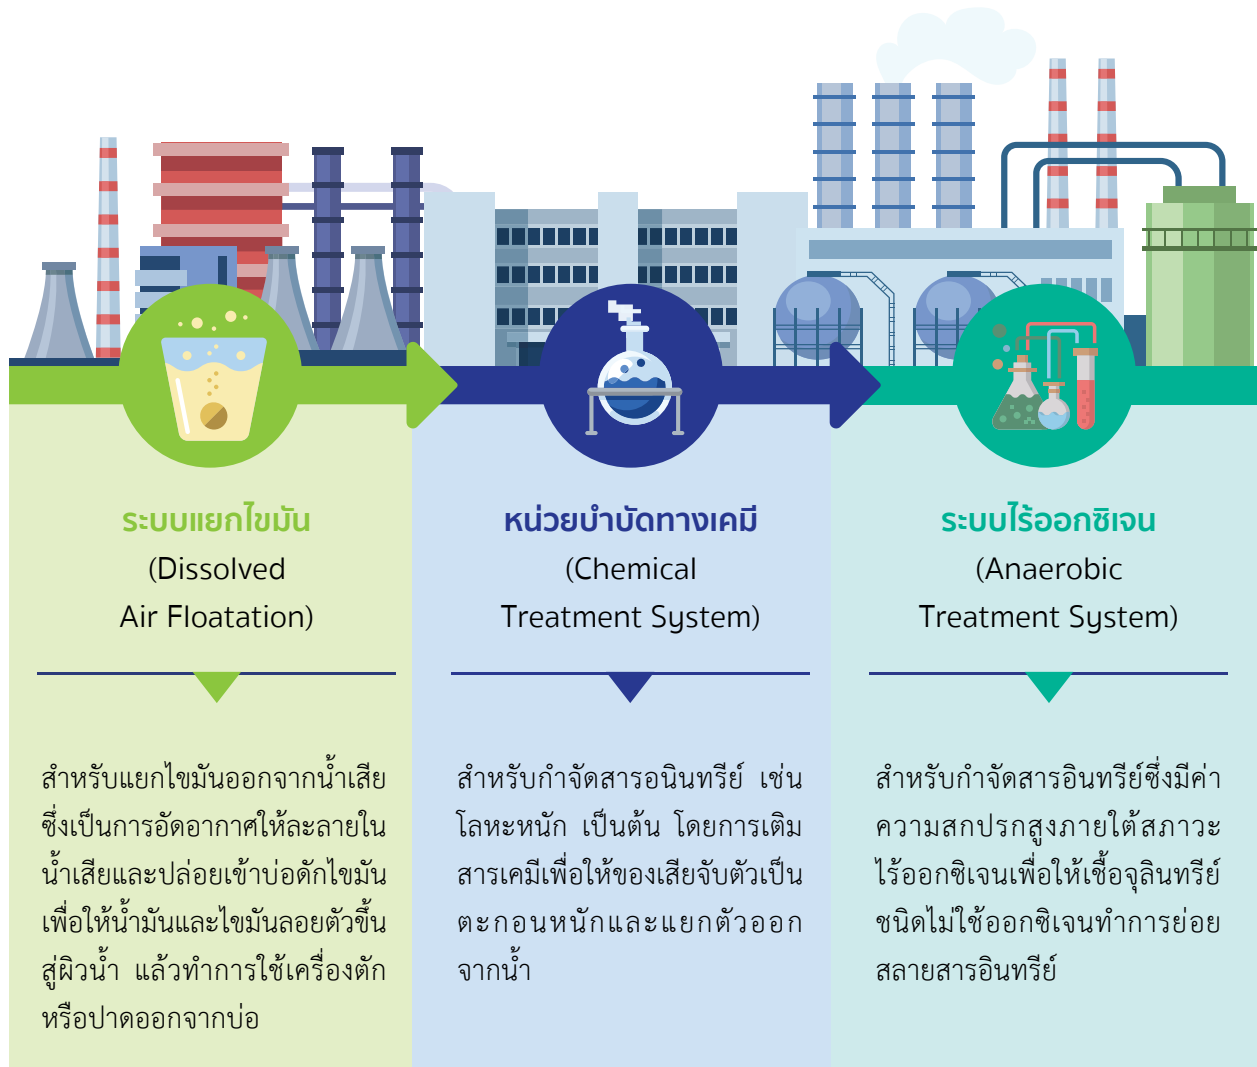 ระบบแยกไขมัน
(Dissolved
Air Floatation)
สำหรับแยกไขมันออกจากน้ำเสีย
ซึ่งเป็นการอัดอากาศให้ละลายใน
น้ำเสียและปล่อยเข้าบ่อดักไขมัน
เพื่อให้น้ำมันและไขมันลอยตัวขึ้น
สู่ผิวน้ำ แล้วทำการใช้เครื่องตัก
หรือปาดออกจากบ่อ
หน่วยบำบัดทางเคมี
(Chemical
Treatment System)
สำหรับกำจัดสารอนินทรีย์ เช่น
โลหะหนัก เป็นต้น โดยการเติม
สารเคมีเพื่อให้ของเสียจับตัวเป็น
ตะกอนหนักและแยกตัวออก
จากน้ำ
ระบบไร้ออกซิเจน
(Anaerobic
Treatment System)
สำหรับกำจัดสารอินทรีย์ซึ่งมีค่า
ความสกปรกสูงภายใต้สภาวะ
ไร้ออกซิเจนเพื่อให้เชื้อจุลินทรีย์
ชนิดไม่ใช้ออกซิเจนทำการย่อย
สลายสารอินทรีย์